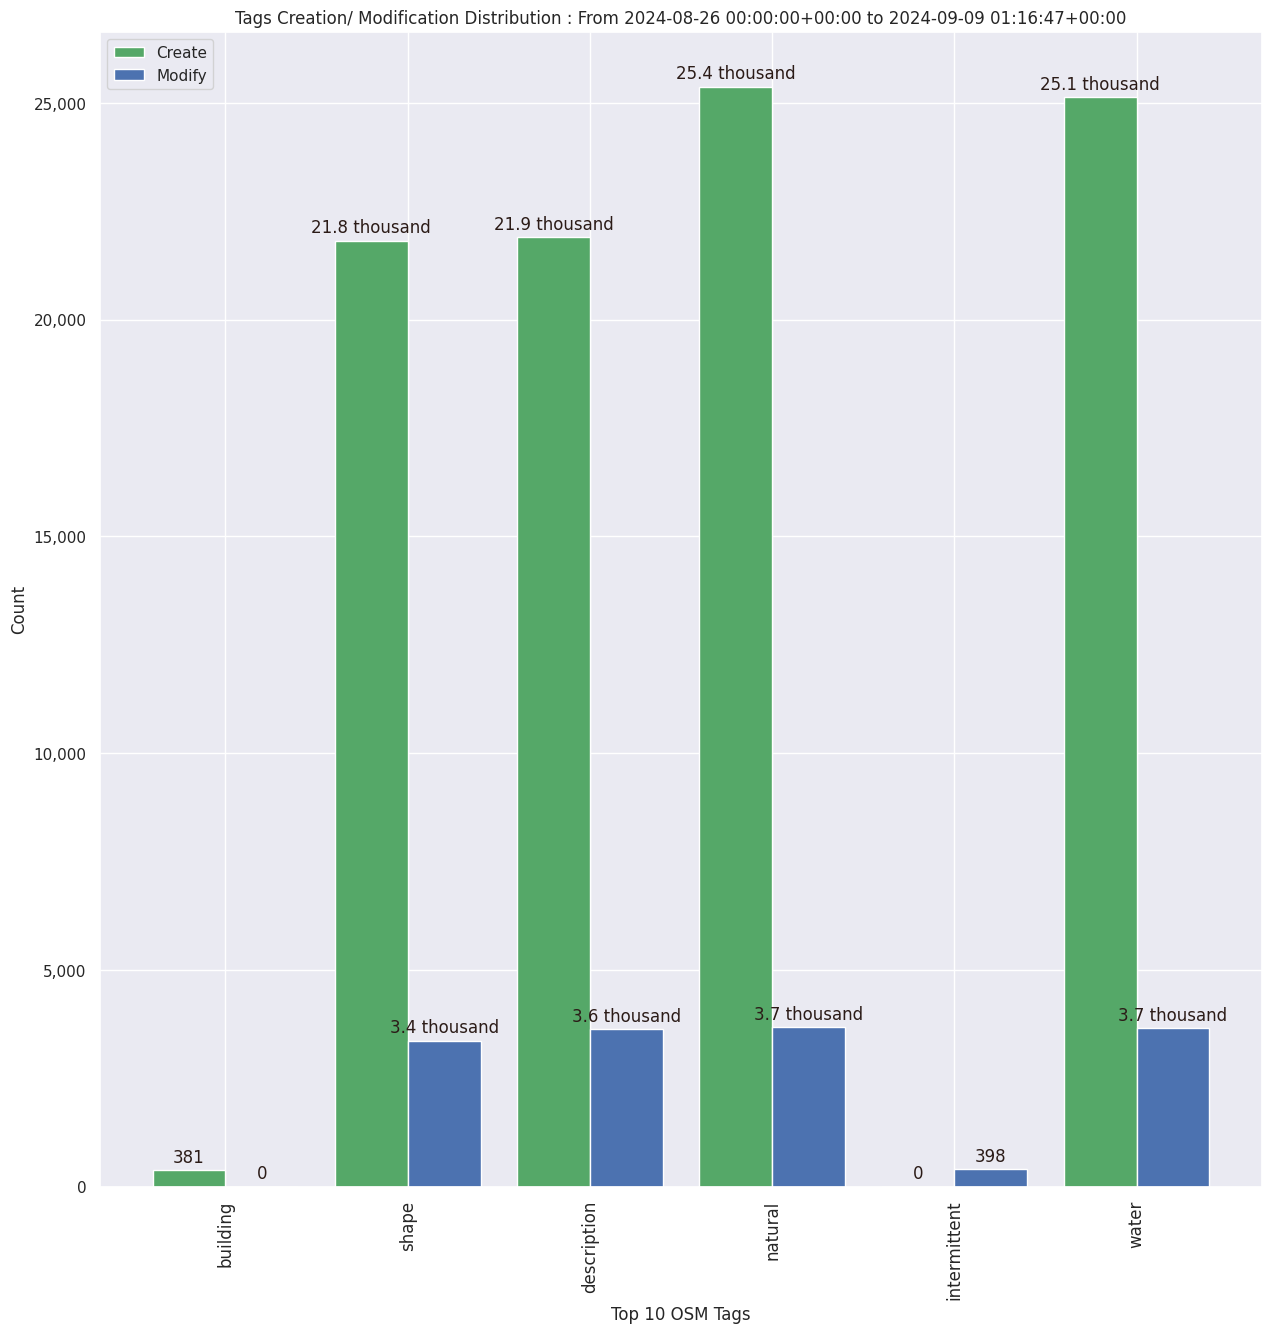 Tags Creation/ Modification Distribution : From 2024-08-26 00:00:00+00:00 to 2024-09-09 01:16:47+00:00
Create
Modify
25.4 thousand
25.1 thousand
21.8 thousand
21.9 thousand
3.4 thousand
3.6 thousand
3.7 thousand
3.7 thousand
381
0
0
398
25,000
20,000
15,000
10,000
5,000
0
Count
building
shape
description
natural
intermittent
water
Top 10 OSM Tags